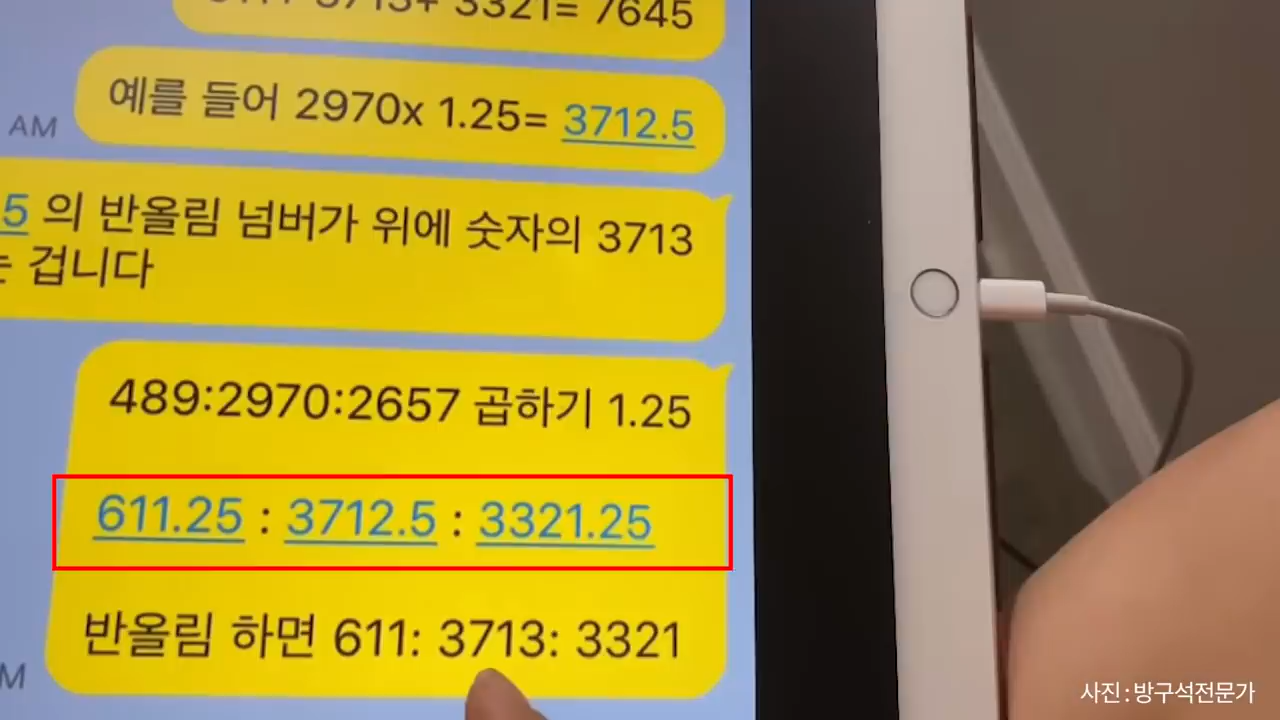 3713+ 3321= 7645
예를 들어 2970x 1.25= 3712.5
AM
5 의 반올림 넘버가 위에 숫자의 3713
는 겁니다
489:2970:2657 곱하기 1.25
611.25 : 3712.5 : 3321.25
반올림 하면 611: 3713: 3321
M
사진 : 방구석전문가